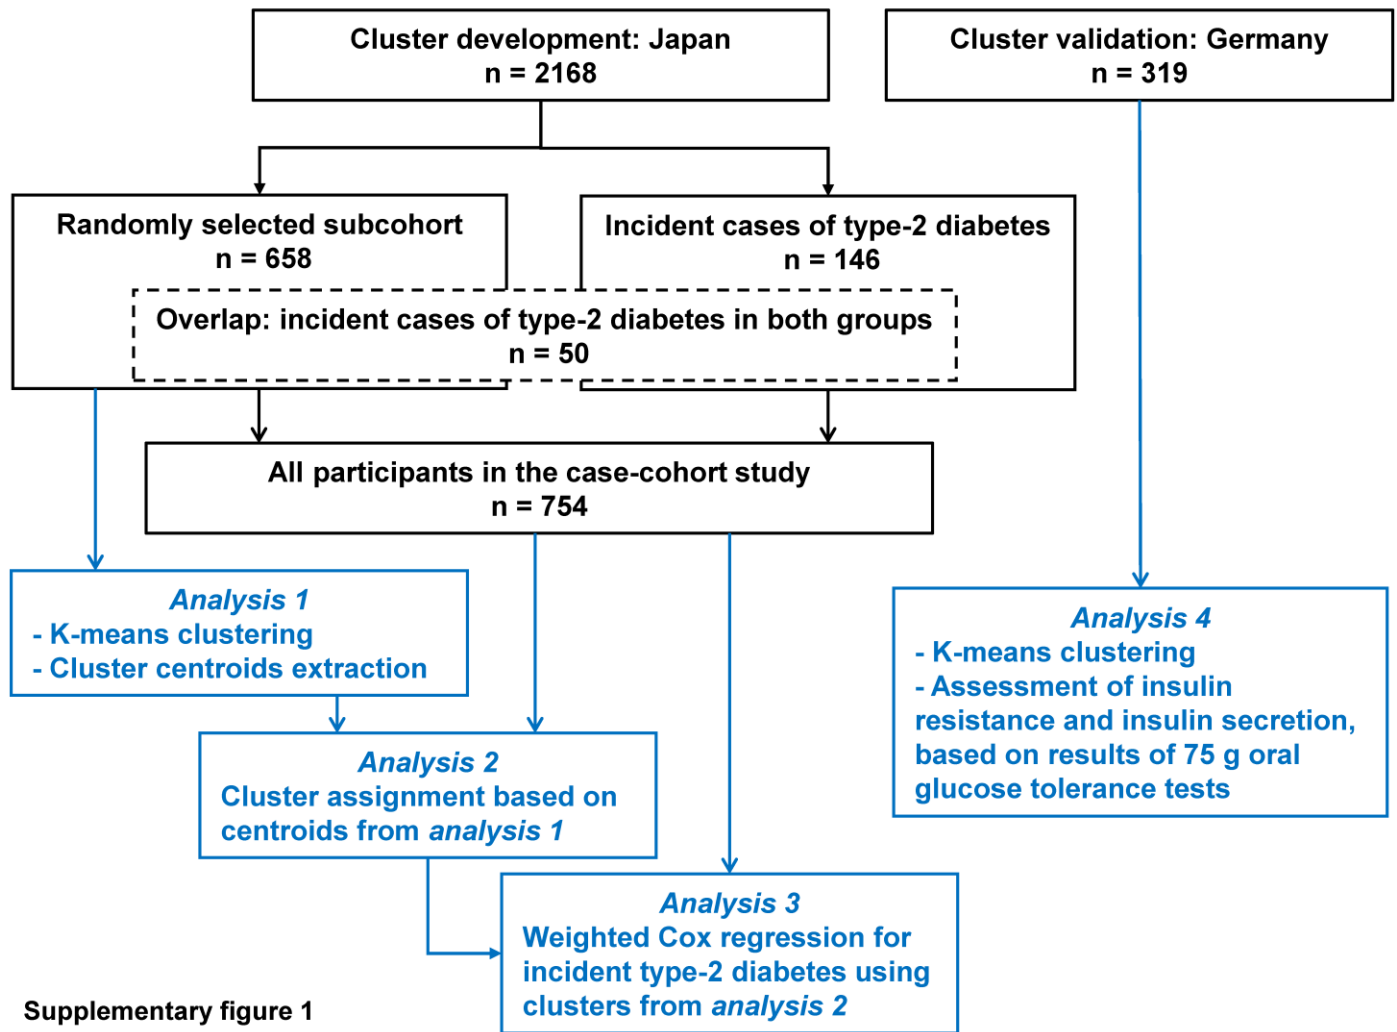 Cluster development: Japan
n = 2168
Cluster validation: Germany
n = 319
Randomly selected subcohort
n = 658
Incident cases of type-2 diabetes
n = 146
Overlap: incident cases of type-2 diabetes in both groups
n = 50
All participants in the case-cohort study
n = 754
Analysis 1
- K-means clustering
- Cluster centroids extraction
Analysis 2
Cluster assignment based on
centroids from analysis 1
Analysis 3
Weighted Cox regression for
incident type-2 diabetes using
clusters from analysis 2
Analysis 4
- K-means clustering
- Assessment of insulin
resistance and insulin secretion,
based on results of 75 g oral
glucose tolerance tests
Supplementary figure 1